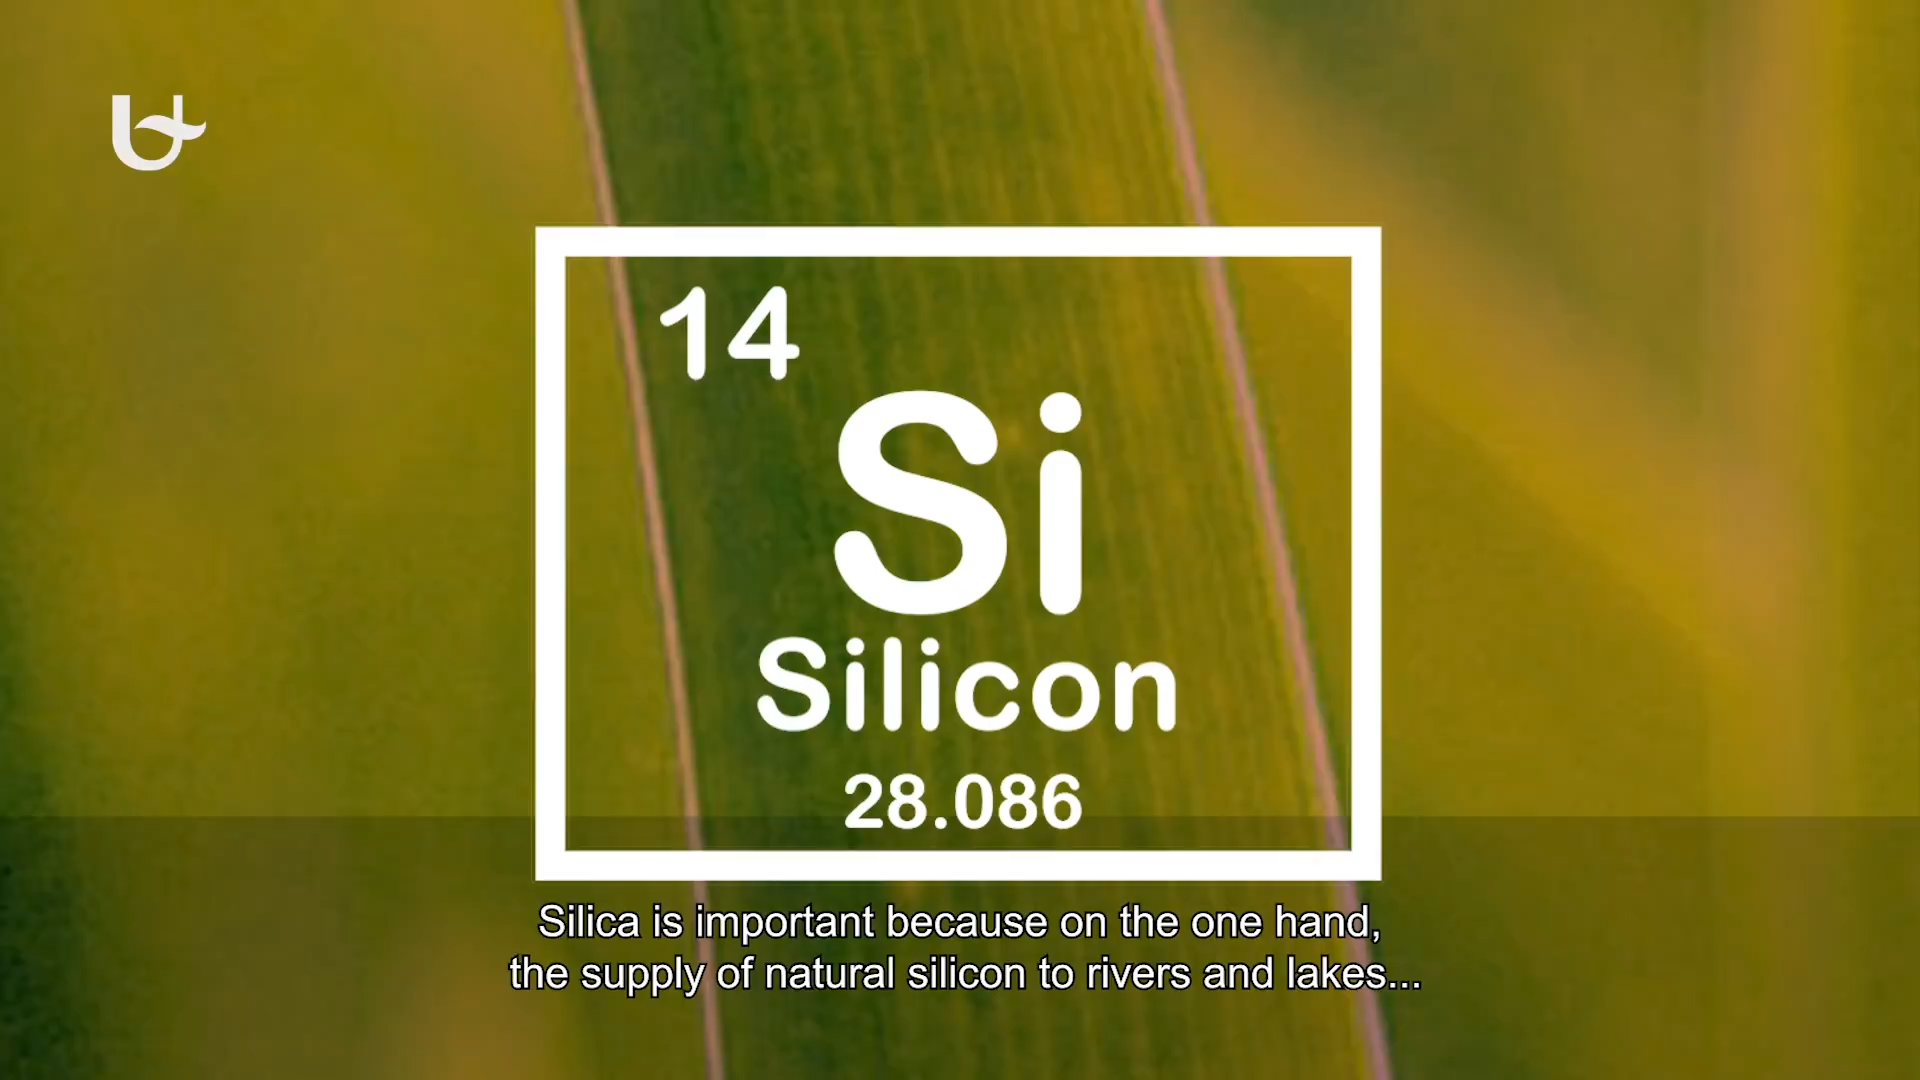 14
Si
Silicon
28.086
Silica is important because on the one hand,
the supply of natural silicon to rivers and lakes...